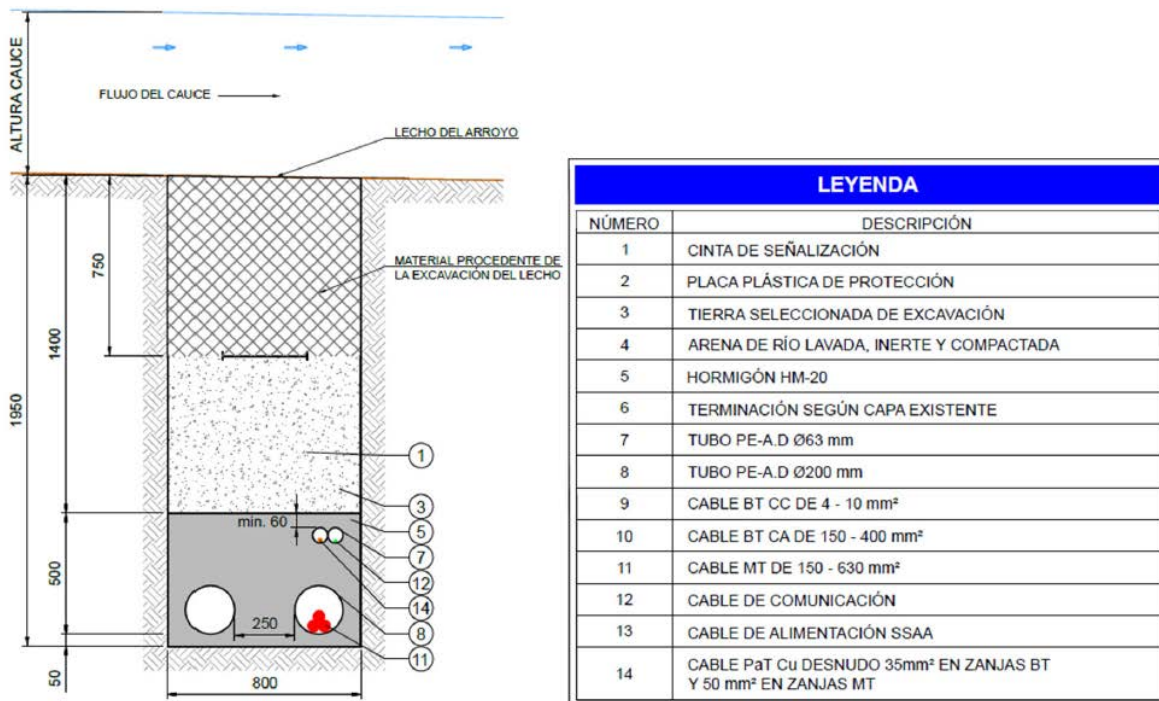 ALTURA CAUCE
FLUJO DEL CAUCE
LECHO DEL ARROYO
750
MATERIAL PROCEDENTE DE
LA EXCAVACIÓN DEL LECHO
1400
1950
1
3
min. 60
5
7
12
500
14
250
8
11
50
800
LEYENDA
NÚMERO DESCRIPCIÓN
1 CINTA DE SEÑALIZACIÓN
2 PLACA PLÁSTICA DE PROTECCIÓN
3 TIERRA SELECCIONADA DE EXCAVACIÓN
4 ARENA DE RÍO LAVADA, INERTE Y COMPACTADA
5 HORMIGÓN HM-20
6 TERMINACIÓN SEGÚN CAPA EXISTENTE
7 TUBO PE-A.D Ø63 mm
8 TUBO PE-A.D Ø200 mm
9 CABLE BT CC DE 4 - 10 mm²
10 CABLE BT CA DE 150 - 400 mm²
11 CABLE MT DE 150 - 630 mm²
12 CABLE DE COMUNICACIÓN
13 CABLE DE ALIMENTACIÓN SSAA
14 CABLE PaT Cu DESNUDO 35mm² EN ZANJAS BT
Y 50 mm² EN ZANJAS MT